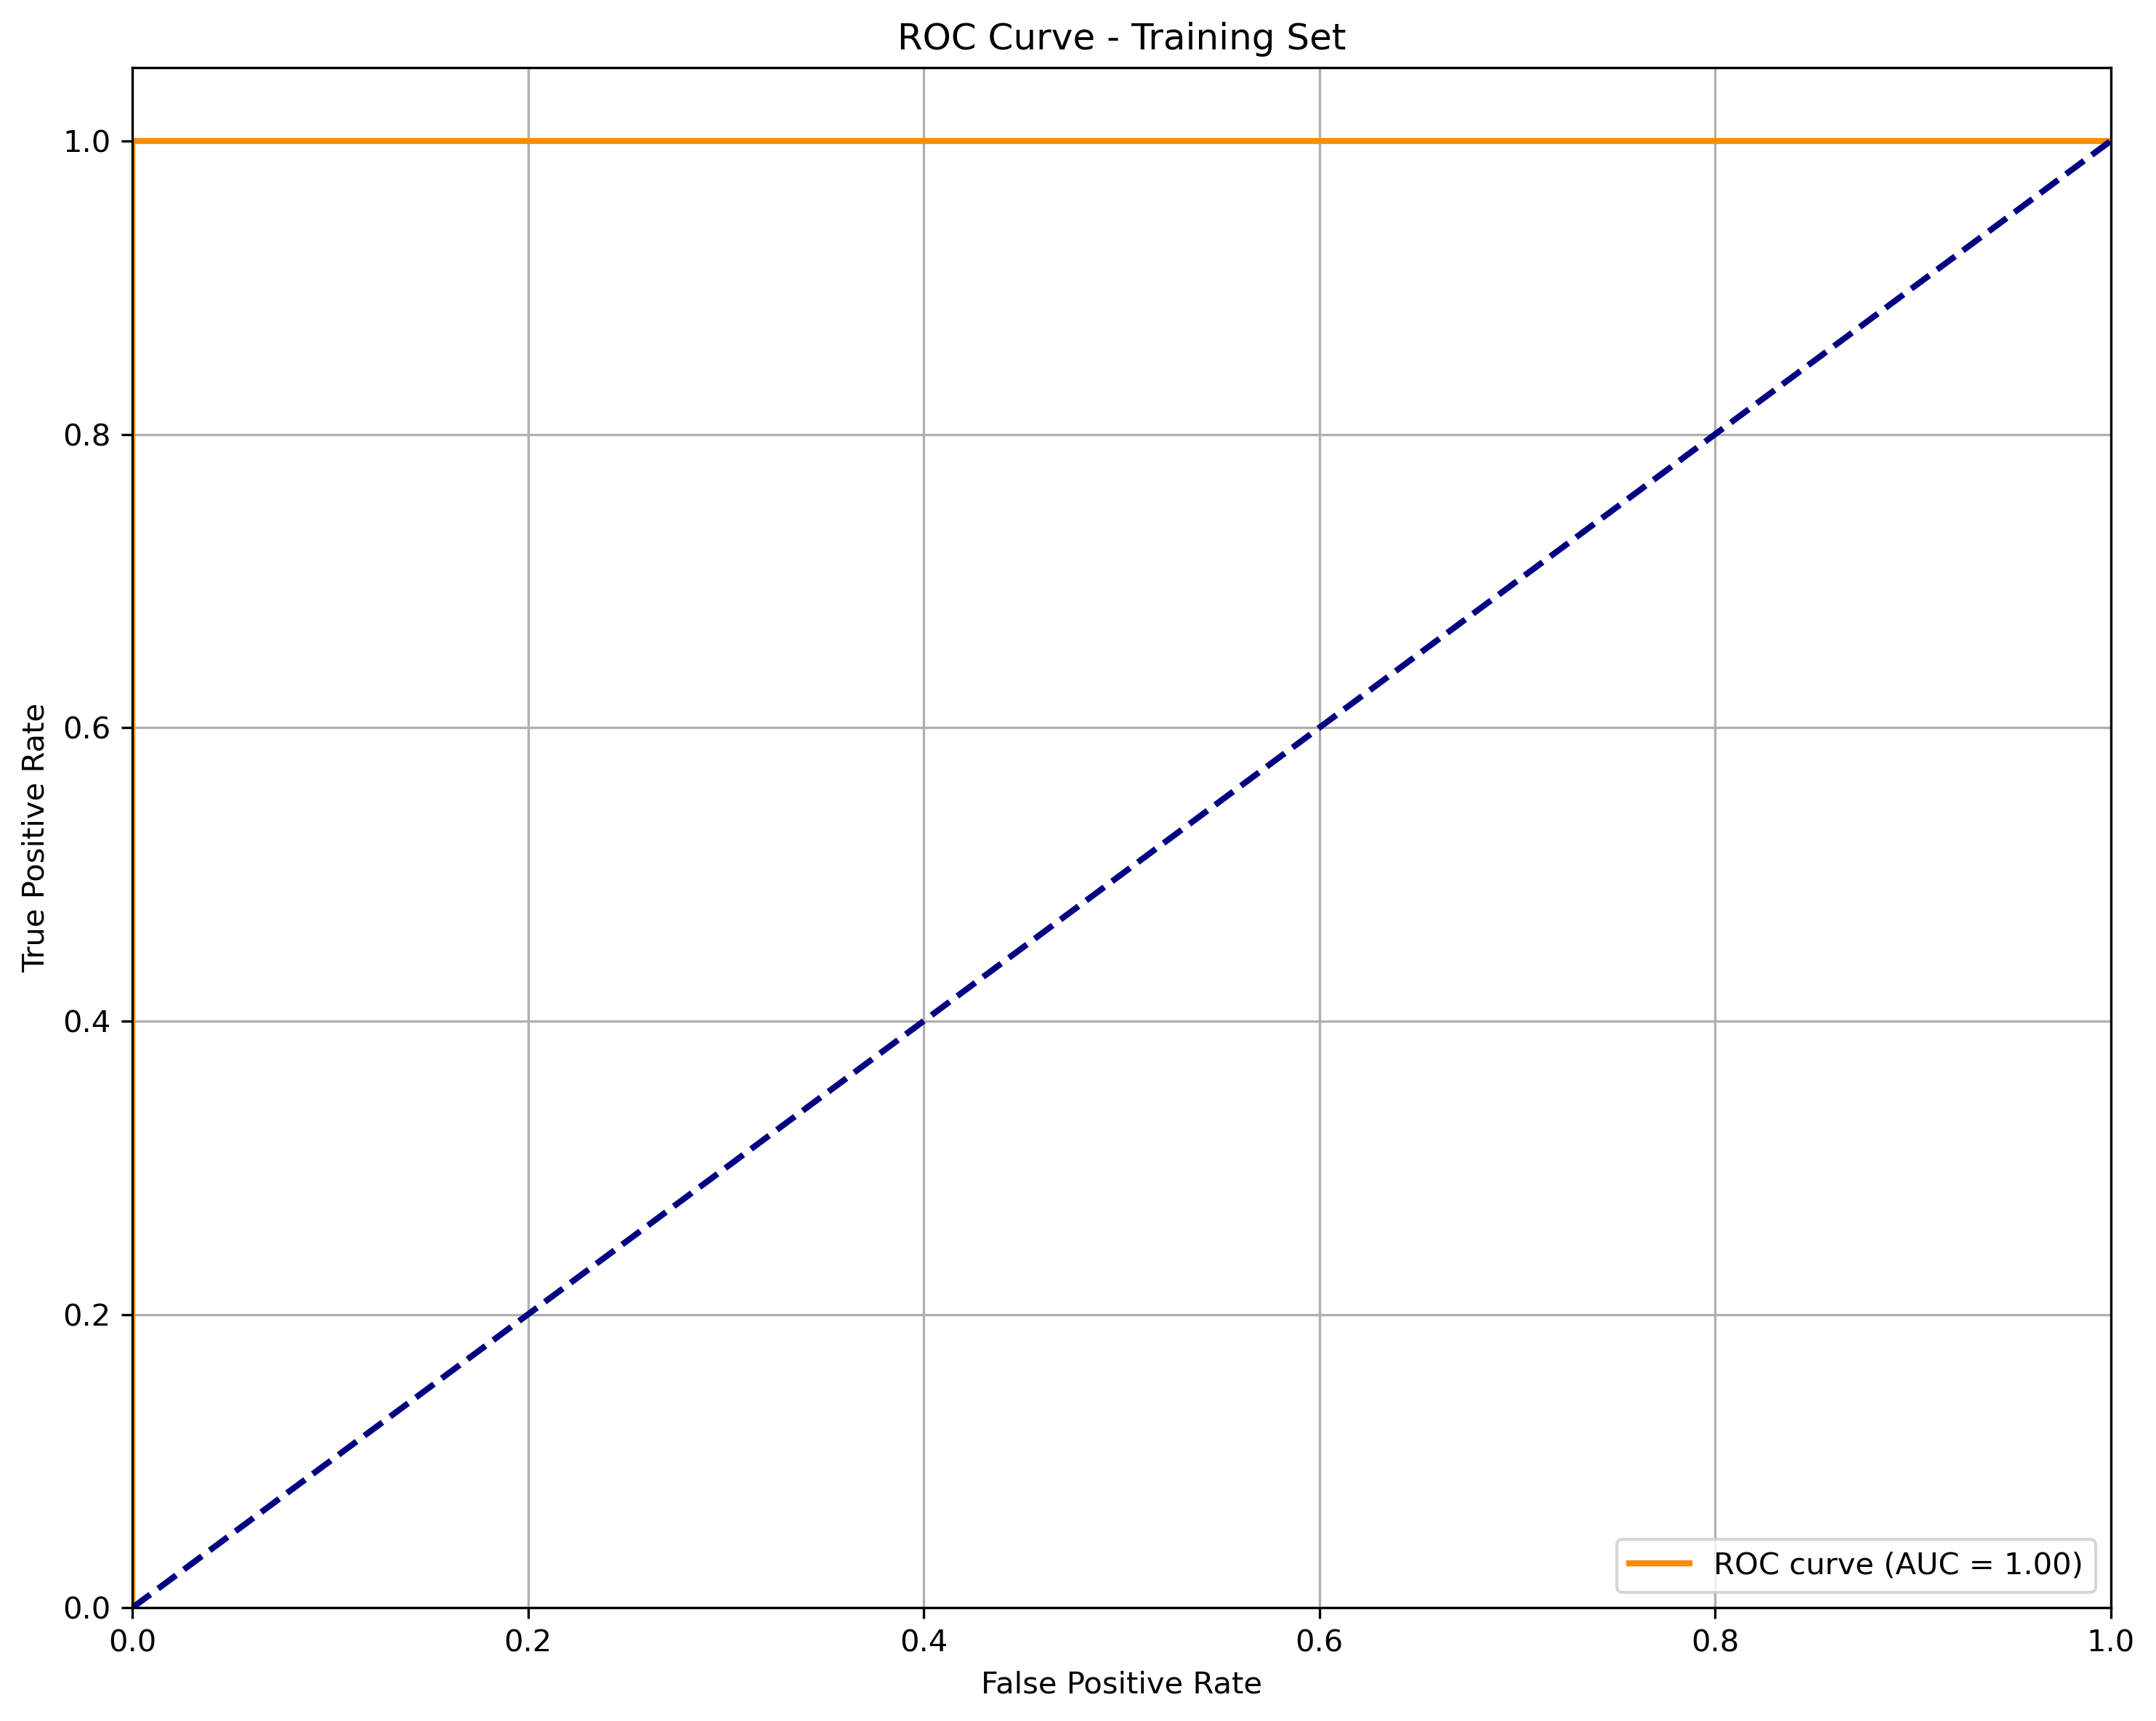 ROC Curve - Training Set
1.0
0.8
0.6
0.4
0.2
0.0
True Positive Rate
ROC curve (AUC = 1.00)
0.0 0.2 0.4 0.6 0.8 1.0
False Positive Rate